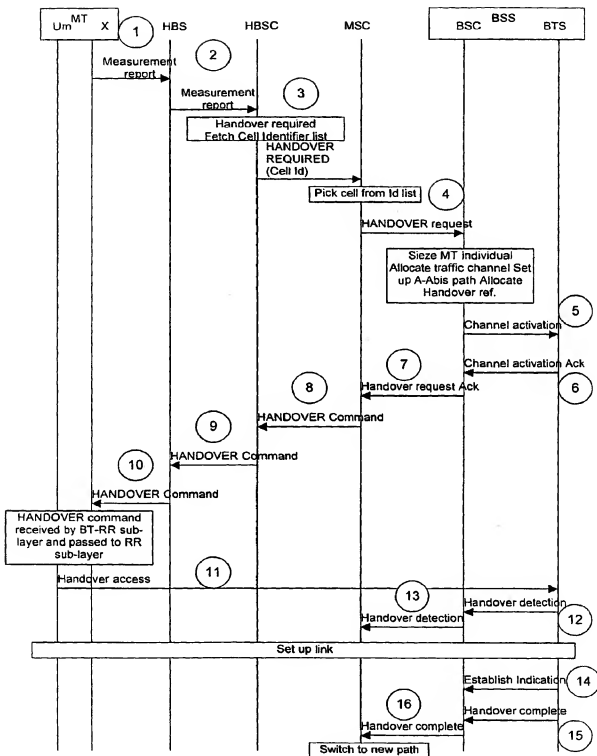 MT
Um X HBS HBSC MSC BSC BSS BTS
1
Measurement
report
2
Measurement
report
3
Handover required
Fetch Cell Identifier list
HANDOVER
REQUIRED
(Cell Id)
Pick cell from Id list
4
HANDOVER request
Sieze MT individual
Allocate traffic channel Set
up A-Abis path Allocate
Handover ref.
5
Channel activation
Channel activation Ack
6
7
Handover request Ack
8
HANDOVER Command
9
HANDOVER Command
10
HANDOVER Command
HANDOVER command
received by BT-RR sub-
layer and passed to RR
sub-layer
11
Handover access
Handover detection
12
13
Handover detection
Set up link
Establish Indication
14
Handover complete
15
16
Handover complete
Switch to new path